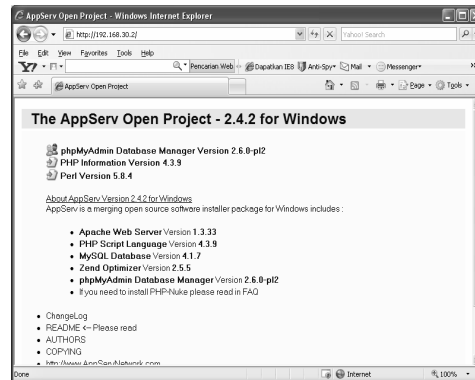 AppServ Open Project - Windows Internet Explorer
http://192.168.30.2/
Yahoo! Search
File Edit View Favorites Tools Help
Y7 Pencarian Web Dapatkan IE8 Anti-Spy Mail Messenger
AppServ Open Project Page Tools
The AppServ Open Project - 2.4.2 for Windows
phpMyAdmin Database Manager Version 2.6.0-pl2
PHP Information Version 4.3.9
Perl Version 5.8.4
About AppServ Version 2.4.2 for Windows
AppServ is a merging open source software installer package for Windows includes :
• Apache Web Server Version 1.3.33
• PHP Script Language Version 4.3.9
• MySQL Database Version 4.1.7
• Zend Optimizer Version 2.5.5
• phpMyAdmin Database Manager Version 2.6.0-pl2
• If you need to install PHP-Nuke please read in FAQ
• ChangeLog
• README <-- Please read
• AUTHORS
• COPYING
• http://www.AppServNetwork.com
Done Internet 100%